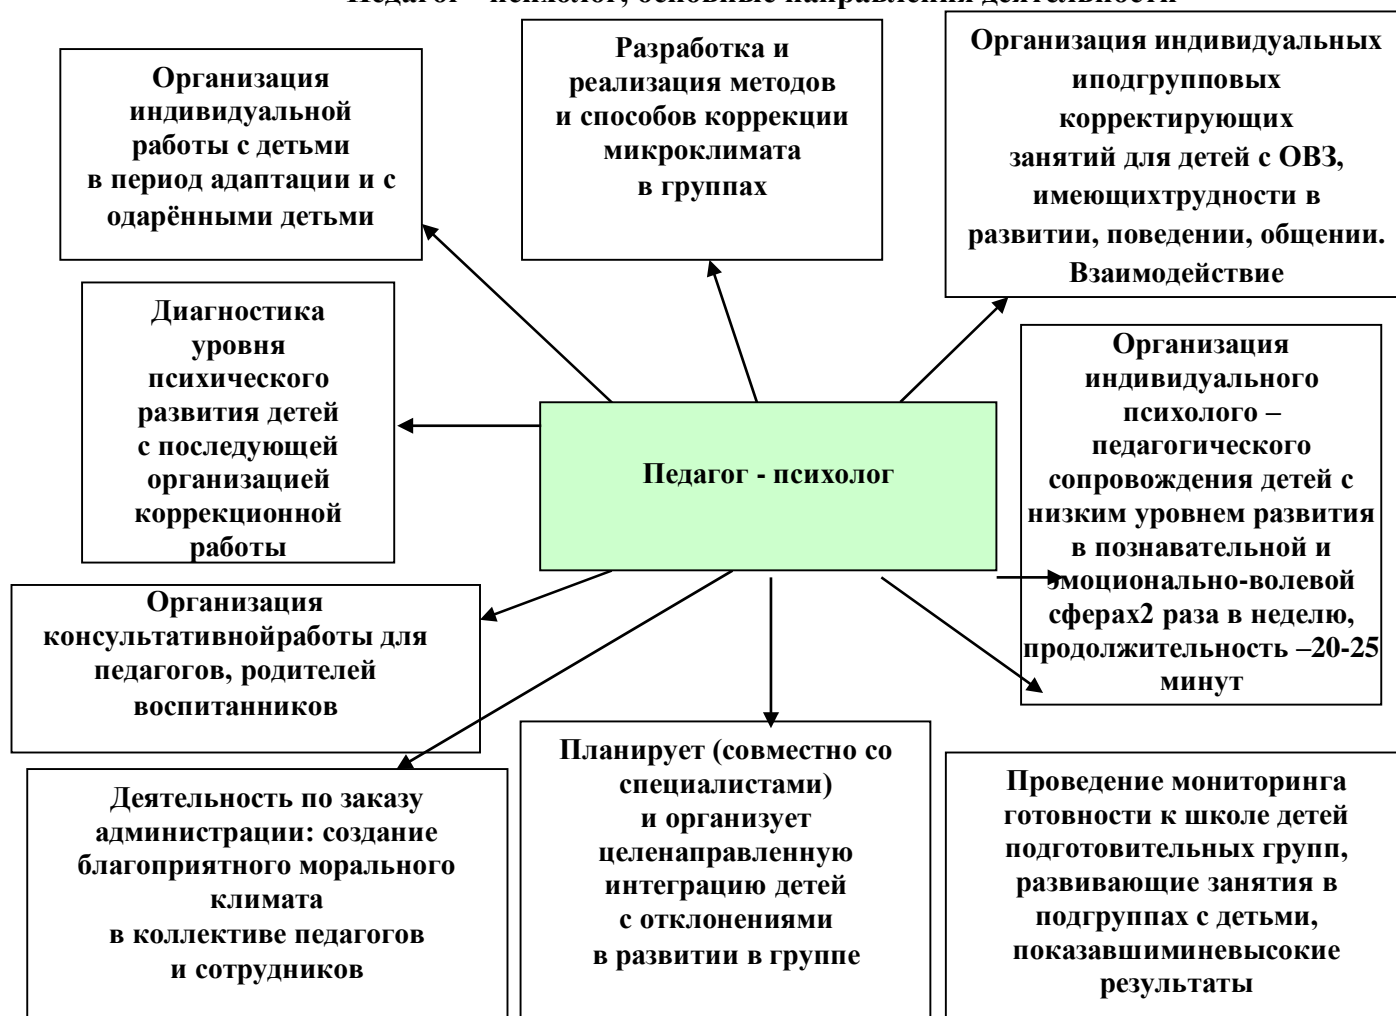 Педагог - психолог, основные направления деятельности
Организация
индивидуальной
работы с детьми
в период адаптации и с
одарёнными детьми
Разработка и
реализация методов
и способов коррекции
микроклимата
в группах
Организация индивидуальных
иподгрупповых
корректирующих
занятий для детей с ОВЗ,
имеющихтрудности в
развитии, поведении, общении.
Взаимодействие
Диагностика
уровня
психического
развития детей
с последующей
организацией
коррекционной
работы
Педагог - психолог
Организация
индивидуального
психолого –
педагогического
сопровождения детей с
низким уровнем развития
в познавательной и
эмоционально-волевой
сферах2 раза в неделю,
продолжительность –20-25
минут
Организация
консультативнойработы для
педагогов, родителей
воспитанников
Деятельность по заказу
администрации: создание
благоприятного морального
климата
в коллективе педагогов
и сотрудников
Планирует (совместно со
специалистами)
и организует
целенаправленную
интеграцию детей
с отклонениями
в развитии в группе
Проведение мониторинга
готовности к школе детей
подготовительных групп,
развивающие занятия в
подгруппах с детьми,
показавшиминевысокие
результаты